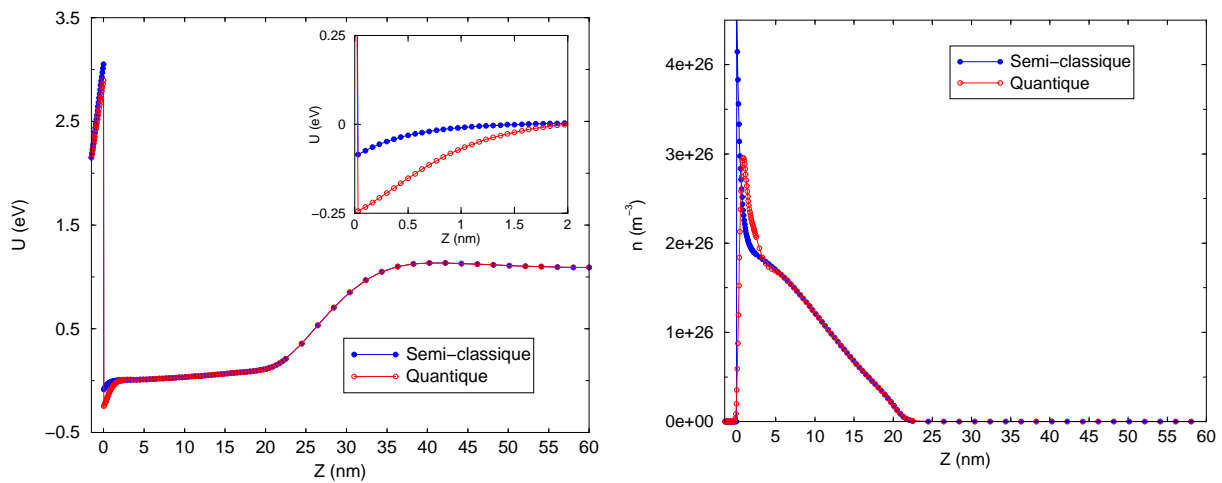 3.5
2.5
1.5
0.5
−0.5
U (eV)
0 5 10 15 20 25 30 35 40 45 50 55 60
Z (nm)
0.25
0
−0.25
U (eV)
0 0.5 1 1.5 2
Z (nm)
Semi−classique
Quantique
4e+26
3e+26
2e+26
1e+26
0e+00
n (m⁻³)
0 5 10 15 20 25 30 35 40 45 50 55 60
Z (nm)
Semi−classique
Quantique